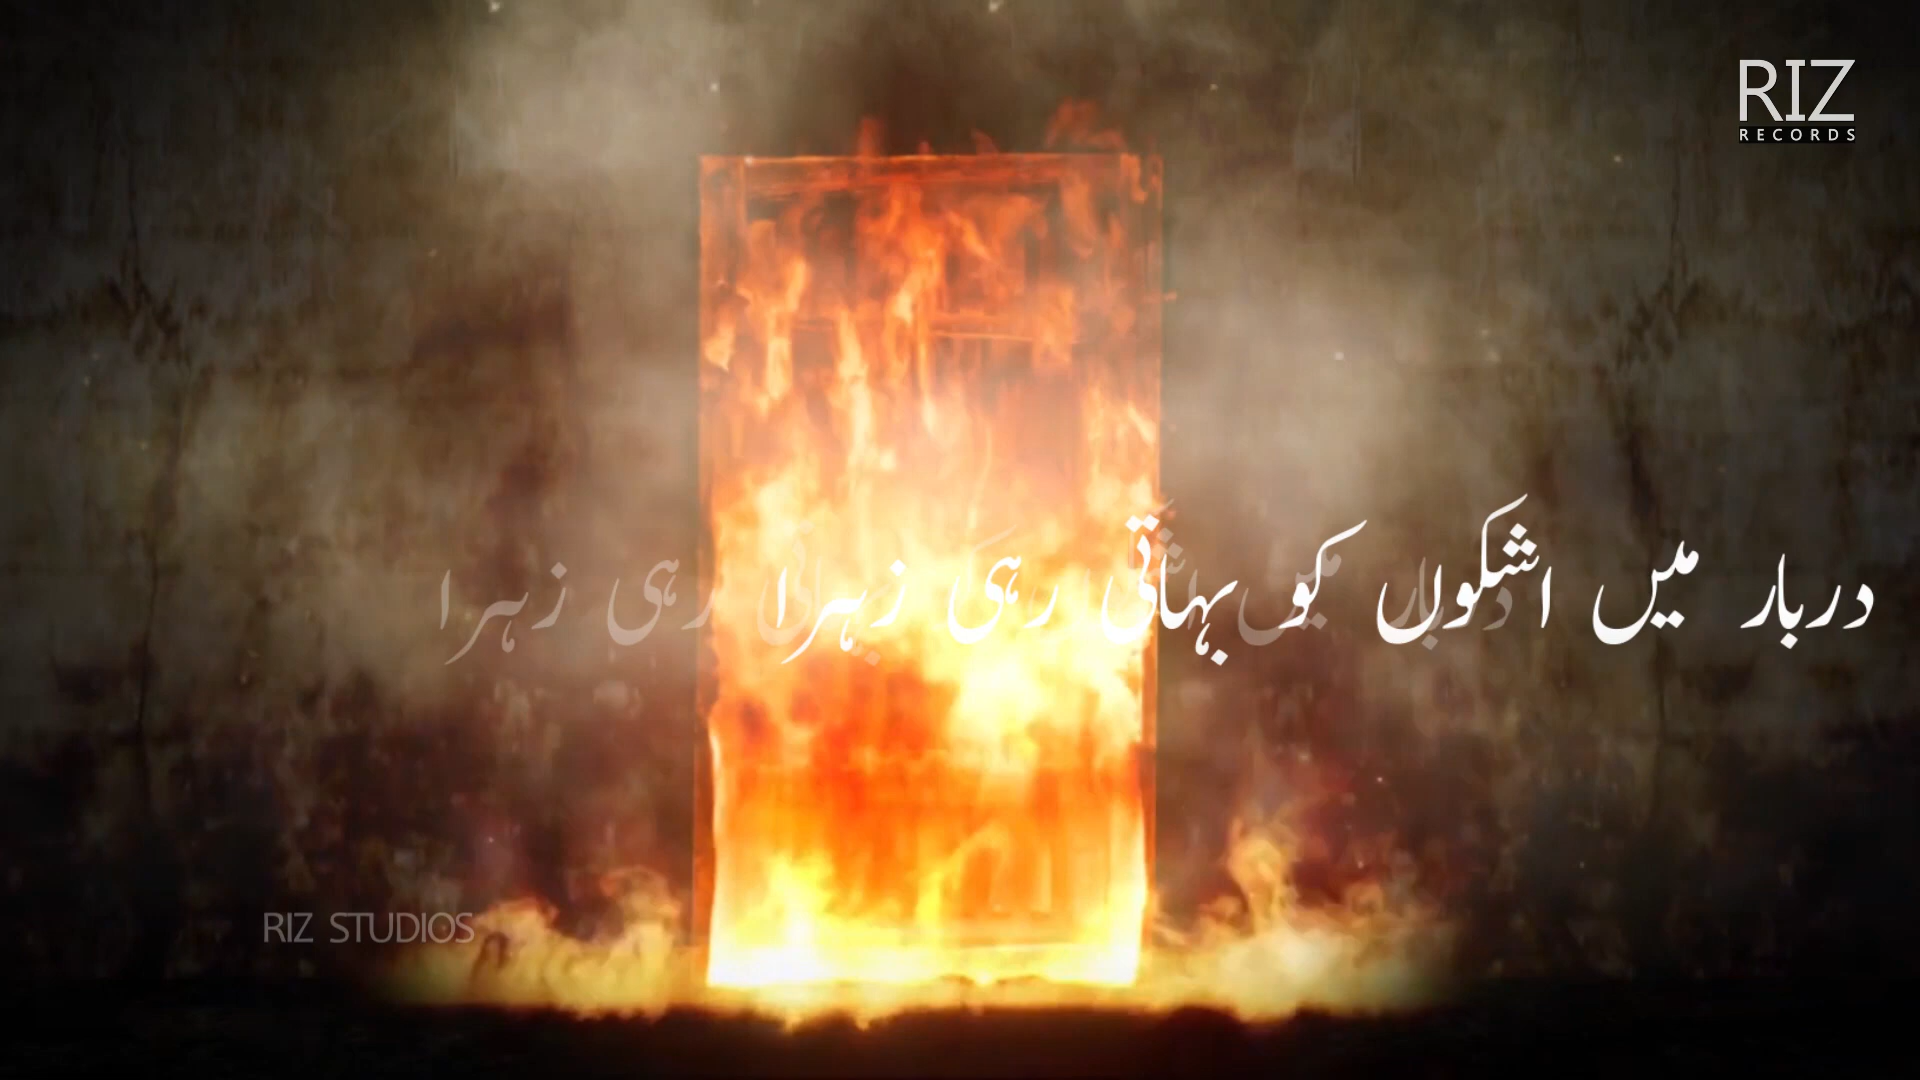 RIZ
RECORDS
دربار میں اشکوں کو بہاتی رہی زہرا
RIZ STUDIOS